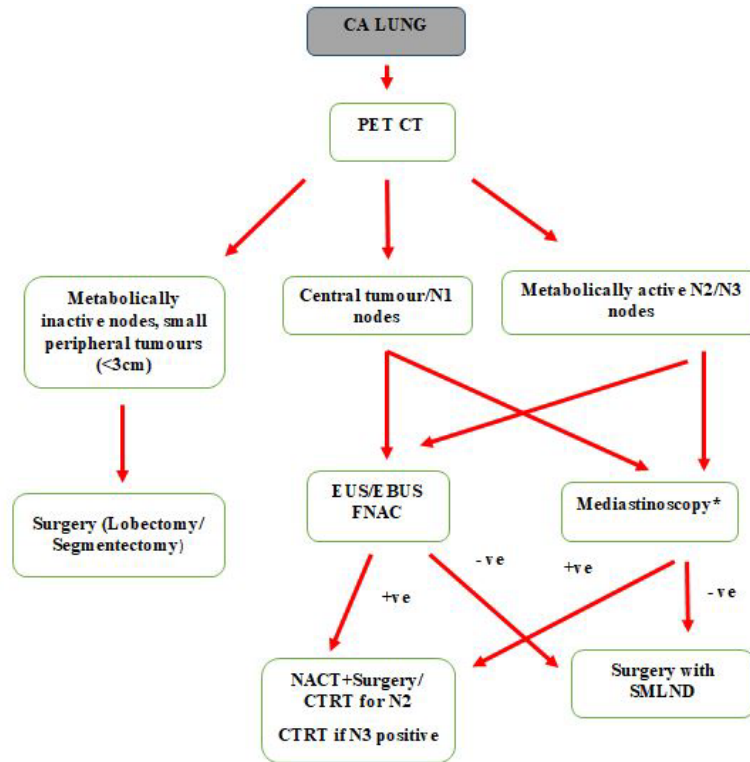 CA LUNG
PET CT
Metabolically
inactive nodes, small
peripheral tumours
(<3cm)
Central tumour/N1
nodes
Metabolically active N2/N3
nodes
Surgery (Lobectomy/
Segmentectomy)
EUS/EBUS
FNAC
Mediastinoscopy*
+ve
- ve
+ve
- ve
NACT+Surgery/
CTRT for N2
CTRT if N3 positive
Surgery with
SMLND